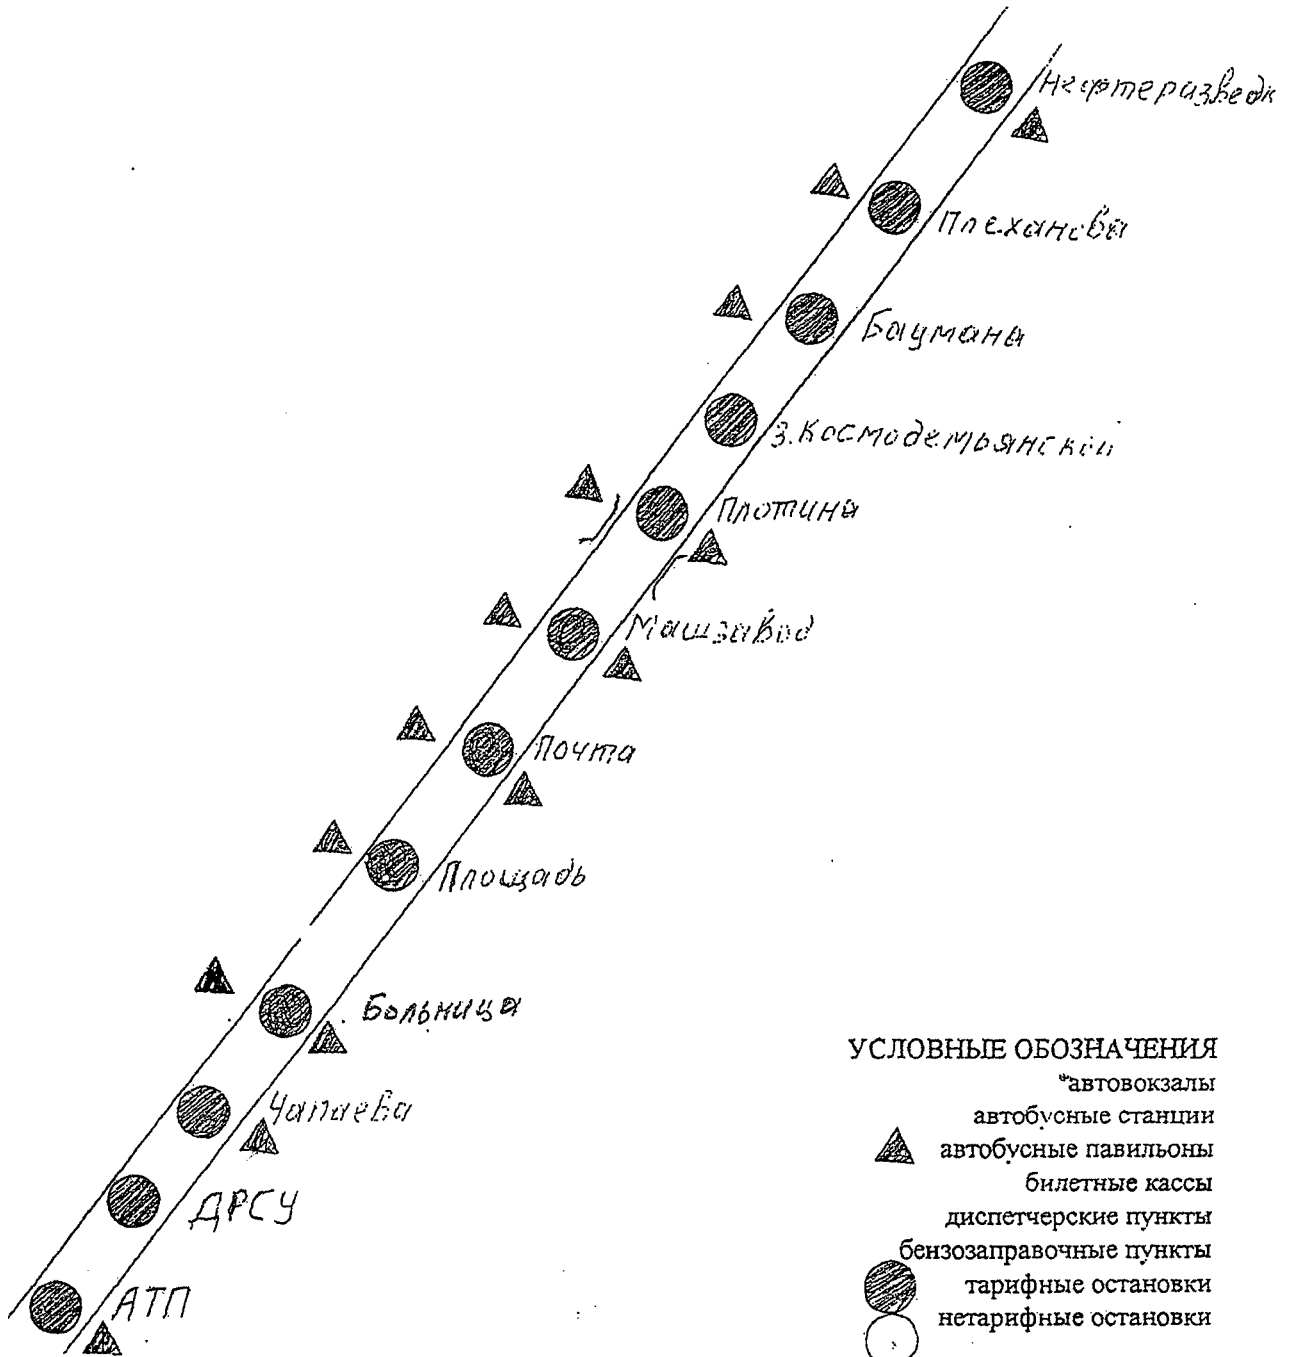 Нефтеразведк
Плеханова
Баумана
З.Космодемьянской
Плотина
Машзавод
Почта
Площадь
Больница
Чапаева
ДРСУ
АТП
УСЛОВНЫЕ ОБОЗНАЧЕНИЯ
автовокзалы
автобусные станции
автобусные павильоны
билетные кассы
диспетчерские пункты
бензозаправочные пункты
тарифные остановки
нетарифные остановки